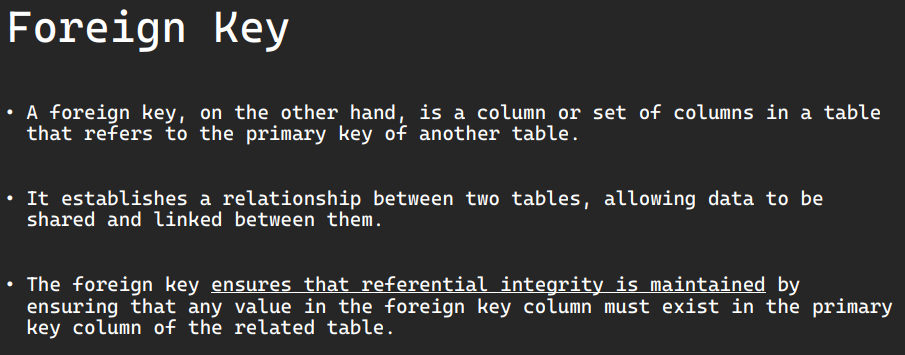 Foreign Key
• A foreign key, on the other hand, is a column or set of columns in a table
that refers to the primary key of another table.
• It establishes a relationship between two tables, allowing data to be
shared and linked between them.
• The foreign key ensures that referential integrity is maintained by
ensuring that any value in the foreign key column must exist in the primary
key column of the related table.